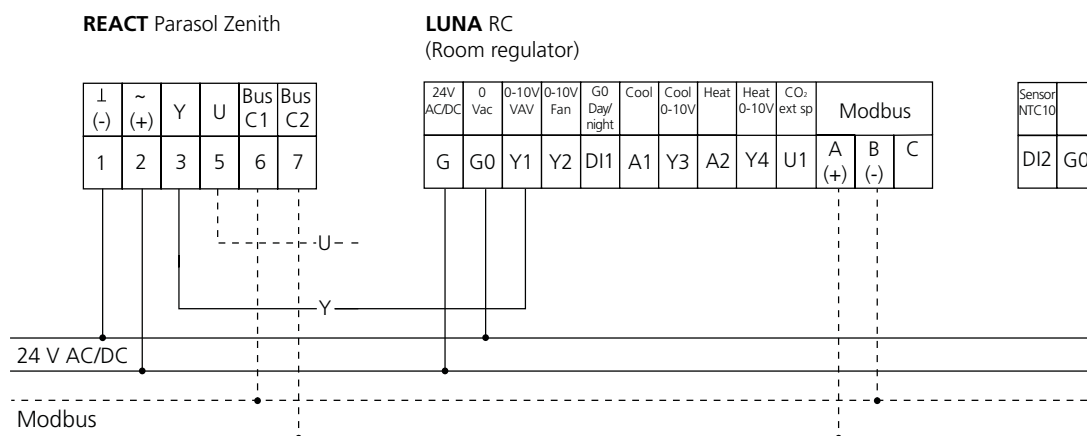 REACT Parasol Zenith
LUNA RC
(Room regulator)
⊥ (-) ~ (+) Y U Bus C1 Bus C2
1 2 3 5 6 7
24V AC/DC 0 Vac 0-10V VAV 0-10V Fan G0 Day/night Cool Cool 0-10V Heat Heat 0-10V CO₂ ext sp Modbus
G G0 Y1 Y2 DI1 A1 Y3 A2 Y4 U1 A (+) B (-) C
Sensor NTC10
DI2 G0
U
Y
24 V AC/DC
Modbus